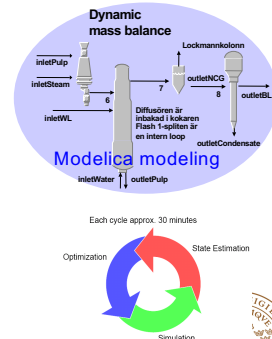 Dynamic
mass balance
Lockmannkolonn
inletPulp
inletSteam
7
outletNCG
6
8
outletBL
inletWL
Diffusören är
inbakad i kokaren
Flash 1-spliten är
en intern loop
outletCondensate
Modelica modeling
inletWater
outletPulp
Each cycle approx. 30 minutes
Optimization
State Estimation
Simulation